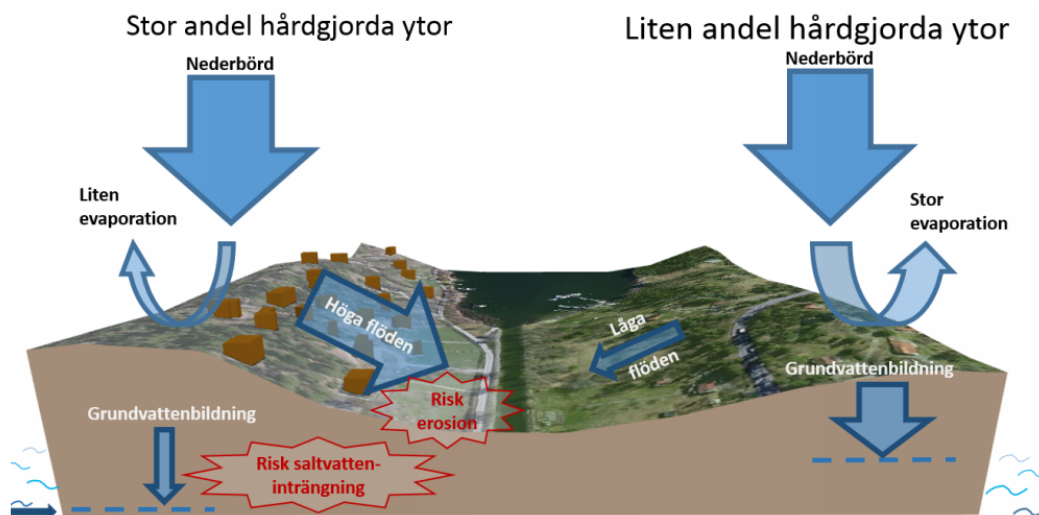 Stor andel hårdgjorda ytor
Nederbörd
Liten
evaporation
Höga flöden
Grundvattenbildning
Risk
erosion
Risk saltvatten-
inträngning
Liten andel hårdgjorda ytor
Nederbörd
Stor
evaporation
Låga
flöden
Grundvattenbildning